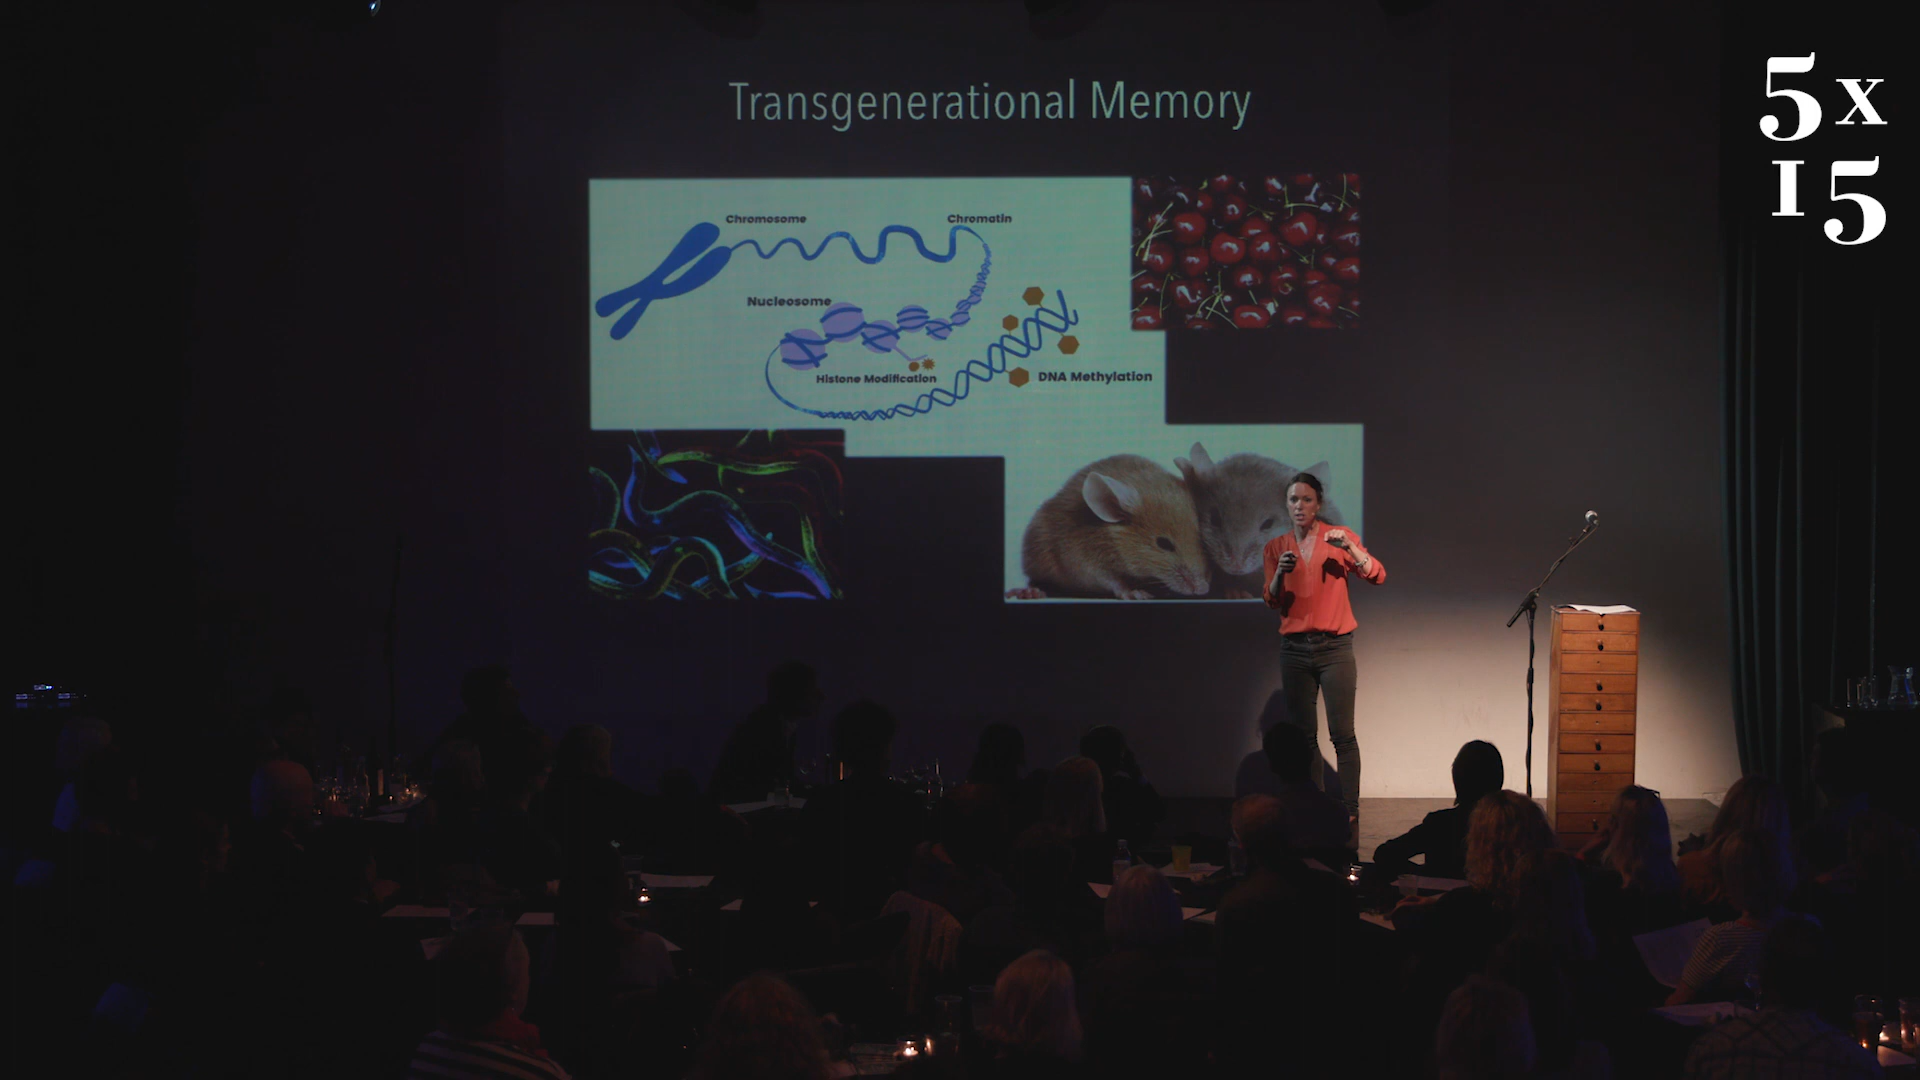 Transgenerational Memory
5x
15
Chromosome
Chromatin
Nucleosome
Histone Modification
DNA Methylation